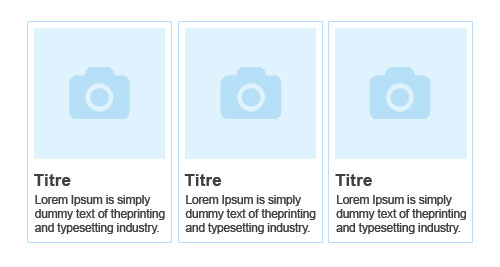 Titre
Lorem Ipsum is simply
dummy text of theprinting
and typesetting industry.
Titre
Lorem Ipsum is simply
dummy text of theprinting
and typesetting industry.
Titre
Lorem Ipsum is simply
dummy text of theprinting
and typesetting industry.